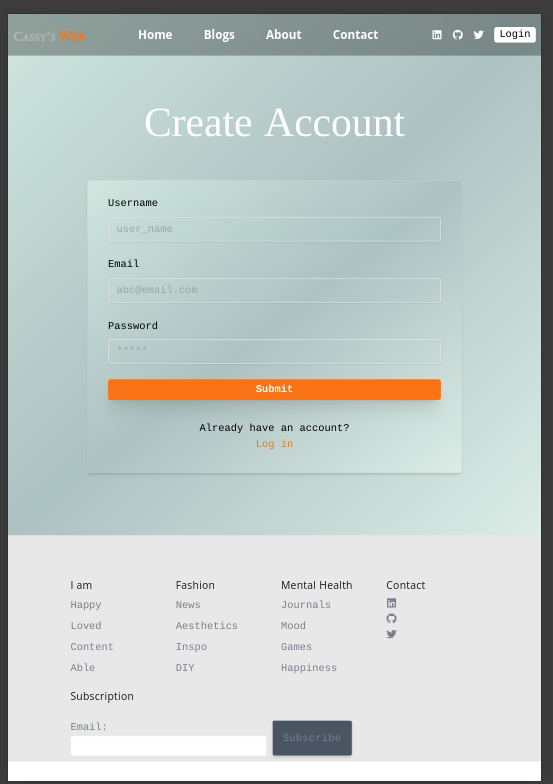 Cassy's Web Home Blogs About Contact Login
Create Account
Username
user_name
Email
abc@email.com
Password
*****
Submit
Already have an account?
Log in
I am Fashion Mental Health Contact
Happy News Journals
Loved Aesthetics Mood
Content Inspo Games
Able DIY Happiness
Subscription
Email:
Subscribe